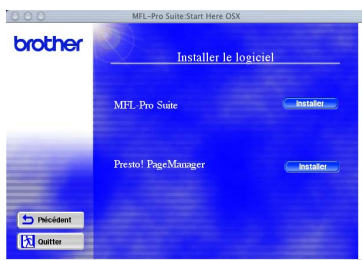 MFL-Pro Suite:Start Here OSX
brother
Installer le logiciel
MFL-Pro Suite
Installer
Presto! PageManager
Installer
Précédent
Quitter